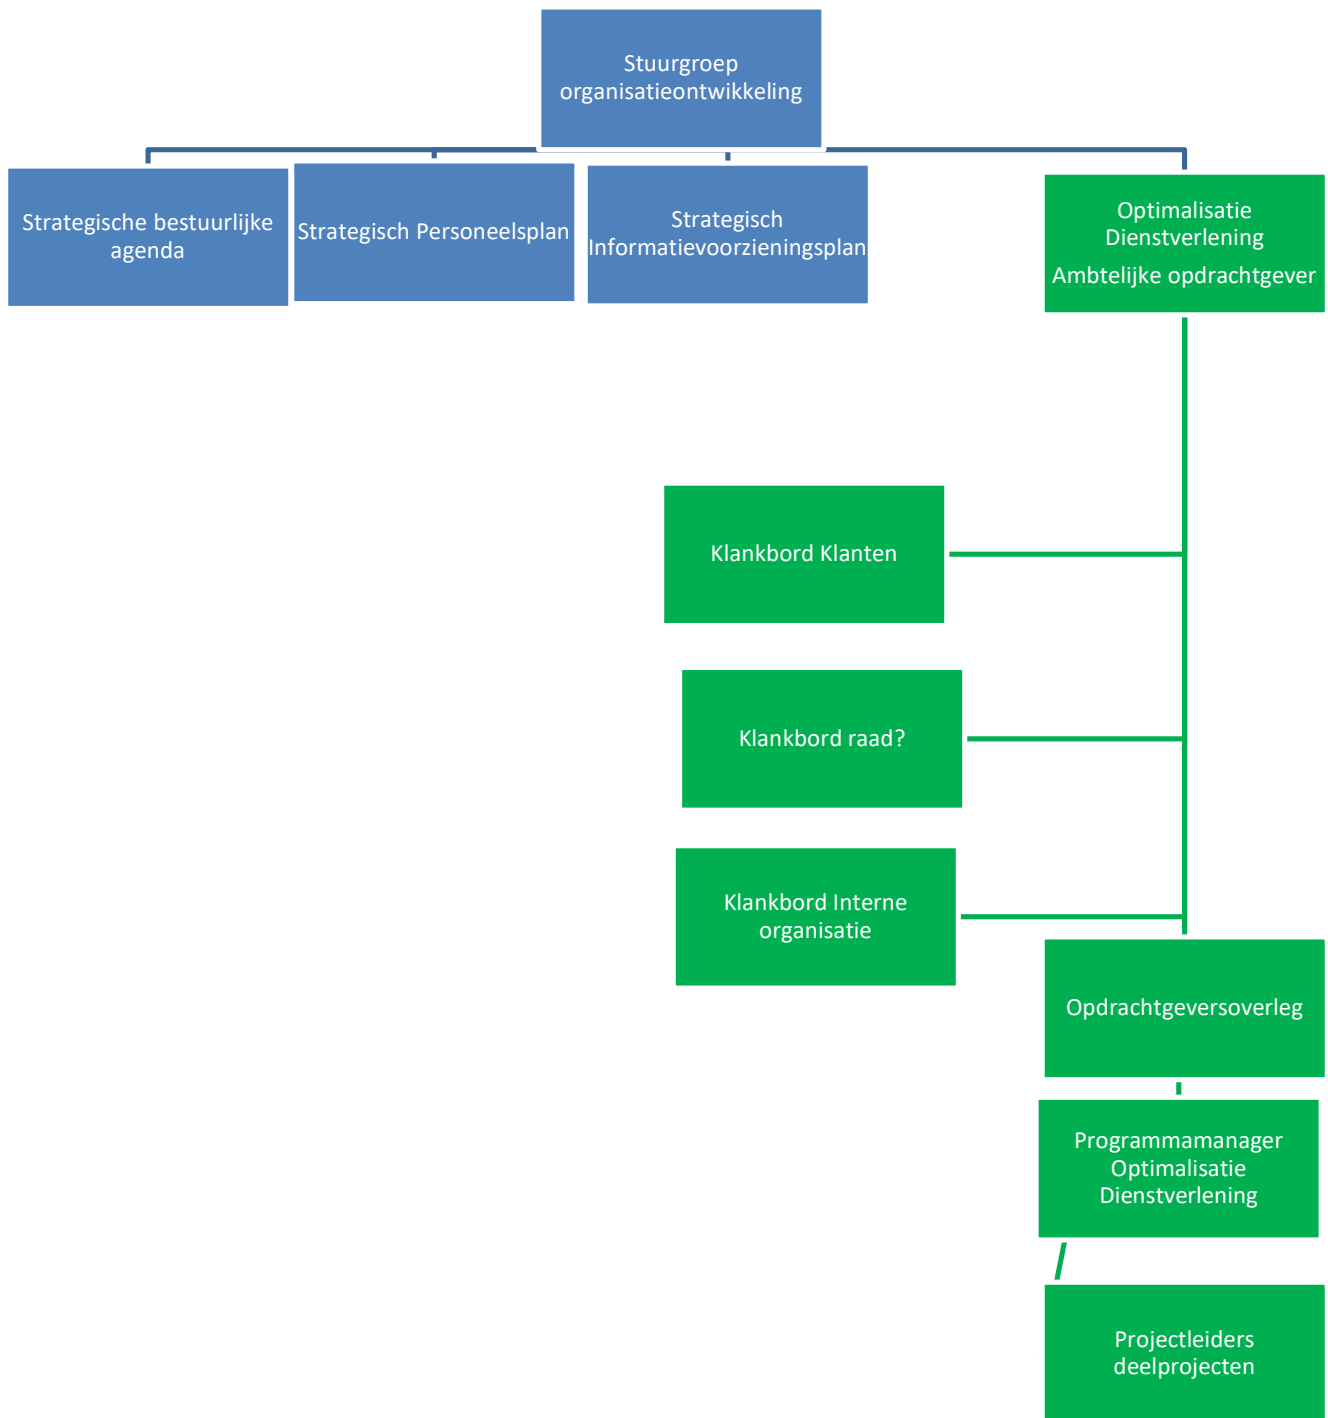 Stuurgroep
organisatieontwikkeling
Strategische bestuurlijke
agenda
Strategisch Personeelsplan
Strategisch
Informatievoorzieningsplan
Optimalisatie
Dienstverlening
Ambtelijke opdrachtgever
Klankbord Klanten
Klankbord raad?
Klankbord Interne
organisatie
Opdrachtgeversoverleg
Programmamanager
Optimalisatie
Dienstverlening
Projectleiders
deelprojecten